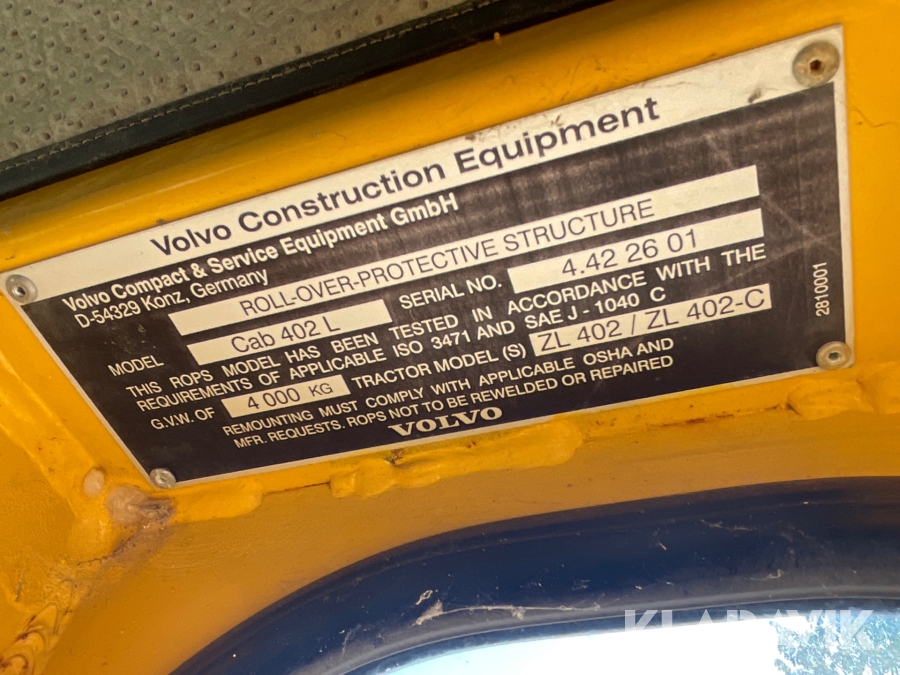 Volvo Construction Equipment
Volvo Compact & Service Equipment GmbH
D-54329 Konz, Germany
ROLL-OVER-PROTECTIVE STRUCTURE
MODEL Cab 402 L SERIAL NO. 4.42 26 01
THIS ROPS MODEL HAS BEEN TESTED IN ACCORDANCE WITH THE
REQUIREMENTS OF APPLICABLE ISO 3471 AND SAE J - 1040 C
G.V.W. OF 4 000 KG TRACTOR MODEL (S) ZL 402 / ZL 402-C
REMOUNTING MUST COMPLY WITH APPLICABLE OSHA AND
MFR. REQUESTS. ROPS NOT TO BE REWELDED OR REPAIRED
VOLVO
2810001
KLARAVIK